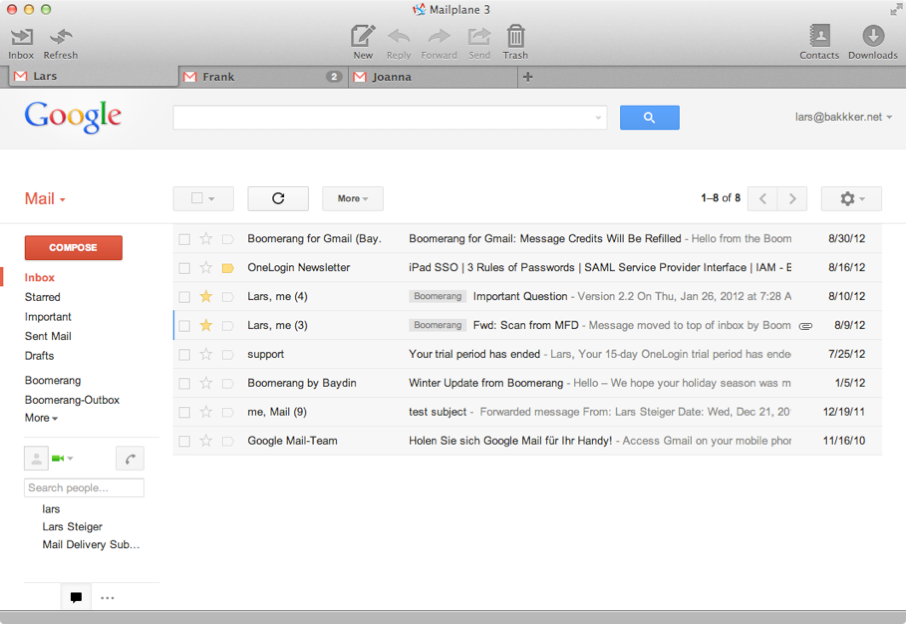 Mailplane 3
Inbox Refresh New Reply Forward Send Trash Contacts Downloads
Lars Frank 2 Joanna +
Google lars@bakkker.net
Mail More 1–8 of 8
COMPOSE
Inbox
Starred
Important
Sent Mail
Drafts
Boomerang
Boomerang-Outbox
More
Search people...
lars
Lars Steiger
Mail Delivery Sub...
Boomerang for Gmail (Bay. Boomerang for Gmail: Message Credits Will Be Refilled - Hello from the Boom 8/30/12
OneLogin Newsletter iPad SSO | 3 Rules of Passwords | SAML Service Provider Interface | IAM - E 8/16/12
Lars, me (4) Boomerang Important Question - Version 2.2 On Thu, Jan 26, 2012 at 7:28 A 8/10/12
Lars, me (3) Boomerang Fwd: Scan from MFD - Message moved to top of inbox by Boom 8/9/12
support Your trial period has ended - Lars, Your 15-day OneLogin trial period has ende 7/25/12
Boomerang by Baydin Winter Update from Boomerang - Hello – We hope your holiday season was m 1/5/12
me, Mail (9) test subject - Forwarded message From: Lars Steiger Date: Wed, Dec 21, 20 12/19/11
Google Mail-Team Holen Sie sich Google Mail für Ihr Handy! - Access Gmail on your mobile phor 11/16/10